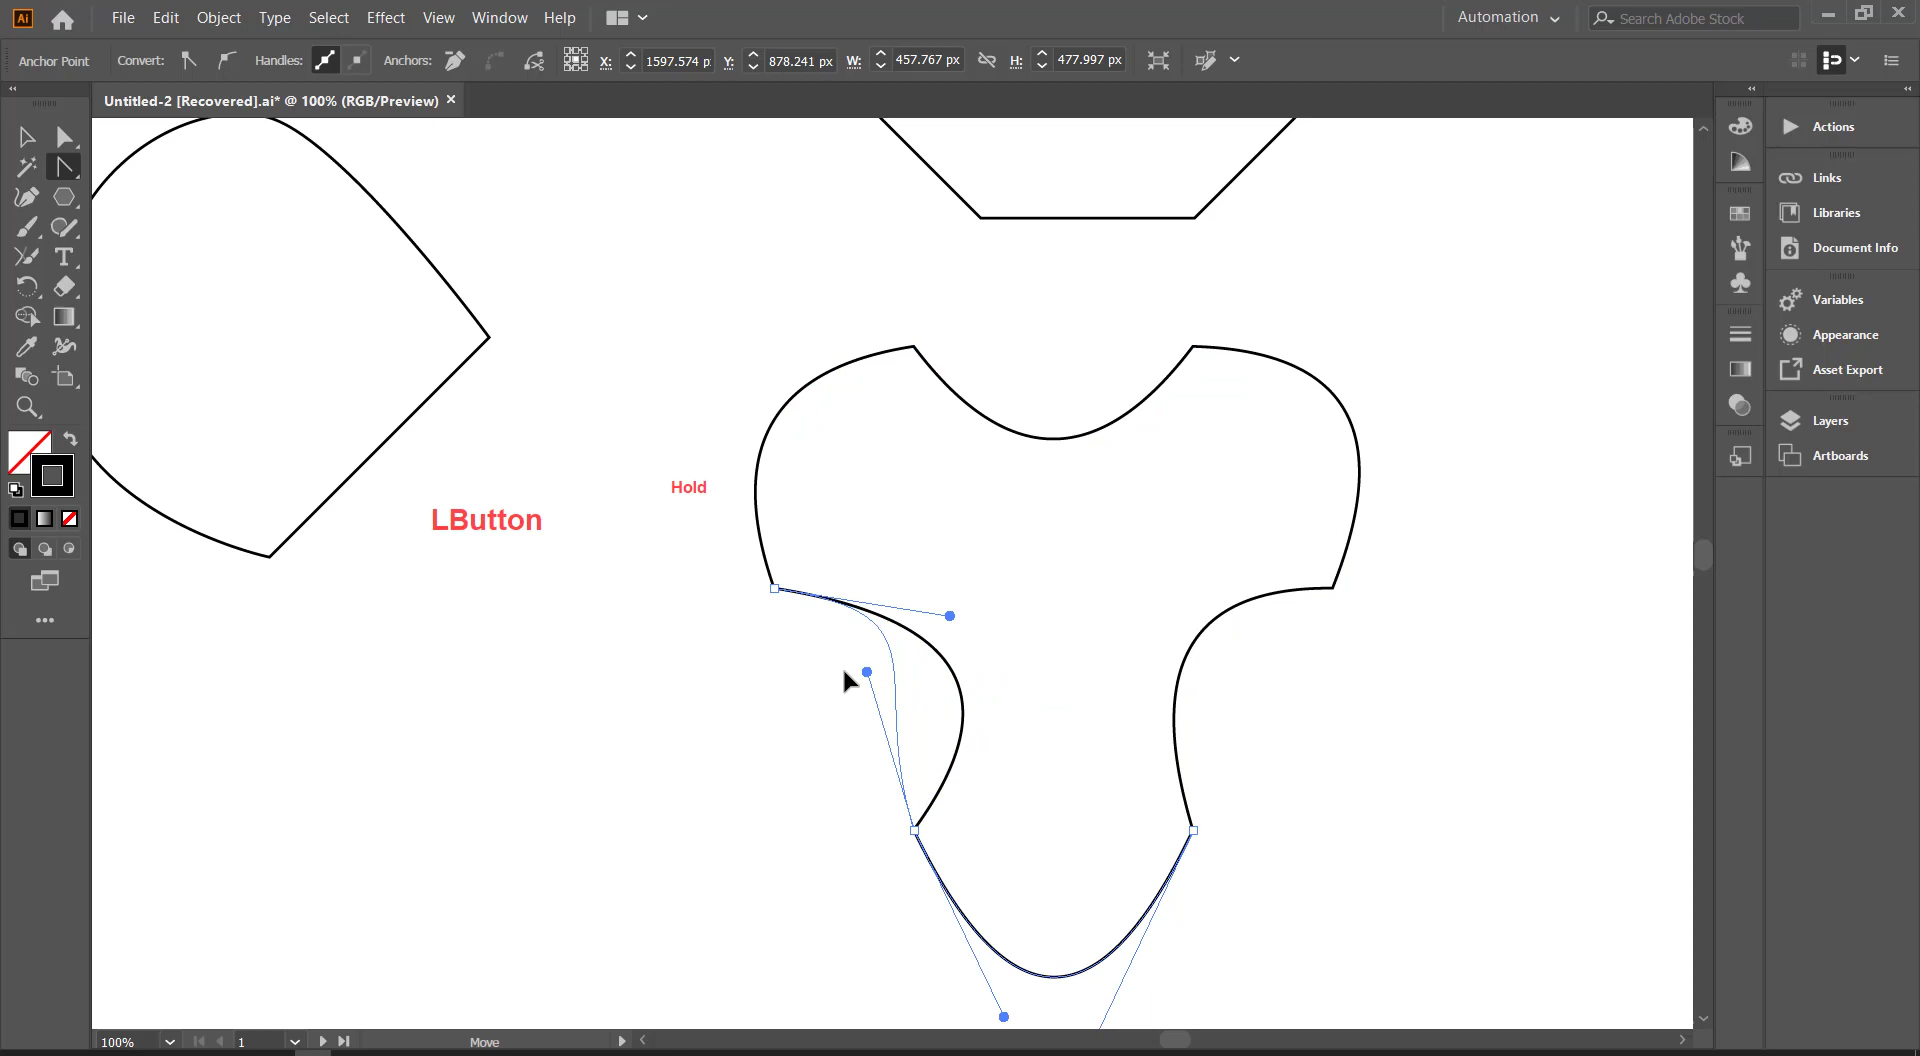 Ai File Edit Object Type Select Effect View Window Help Automation Search Adobe Stock
Anchor Point Convert: Handles: Anchors: X: 1597.574 p Y: 878.241 px W: 457.767 px H: 477.997 px
Untitled-2 [Recovered].ai* @ 100% (RGB/Preview)
Actions
Links
Libraries
Document Info
Variables
Appearance
Asset Export
Layers
Artboards
Hold
LButton
100% 1 Move